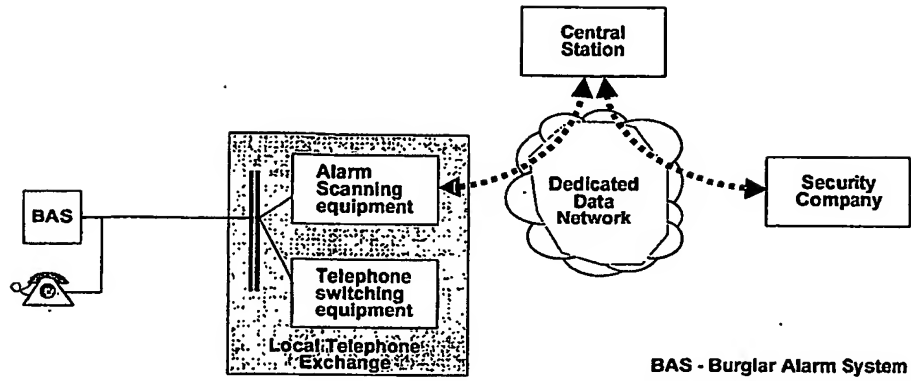 Central
Station
Alarm
Scanning
equipment
BAS
Dedicated
Data
Network
Security
Company
Telephone
switching
equipment
Local Telephone
Exchange
BAS - Burglar Alarm System